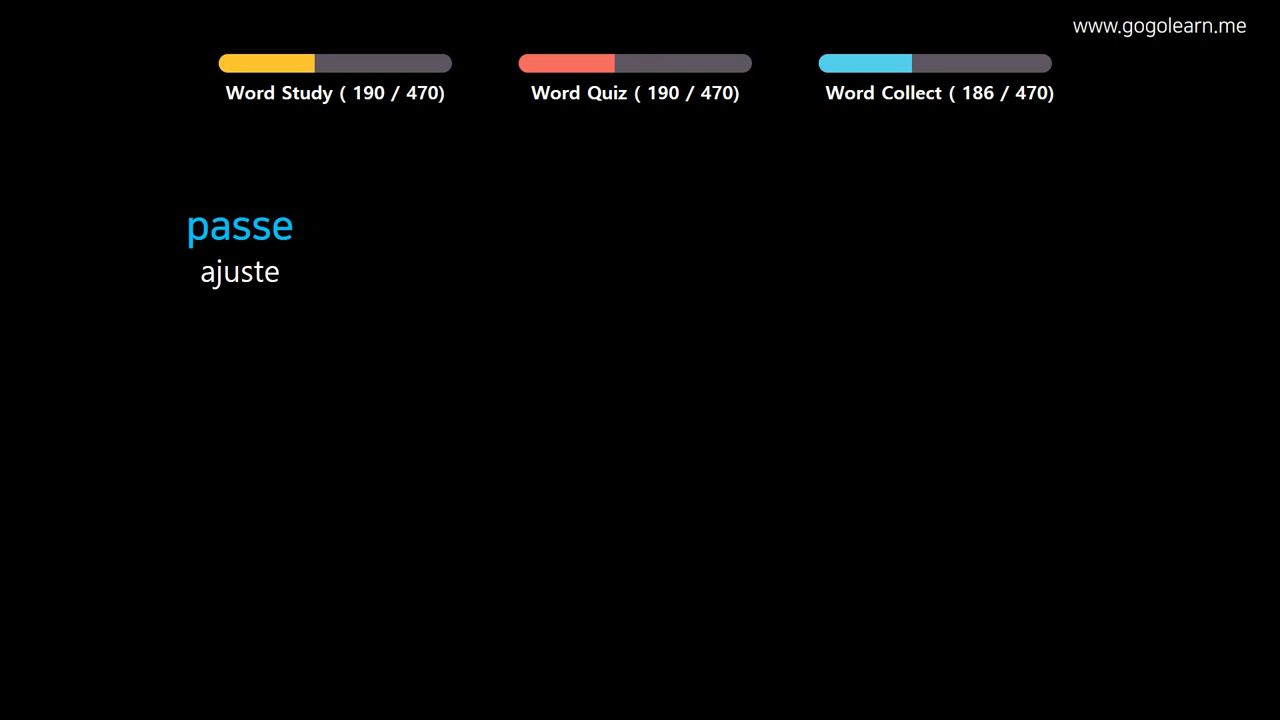 www.gogolearn.me
Word Study ( 190 / 470)
Word Quiz ( 190 / 470)
Word Collect ( 186 / 470)
passe
ajuste